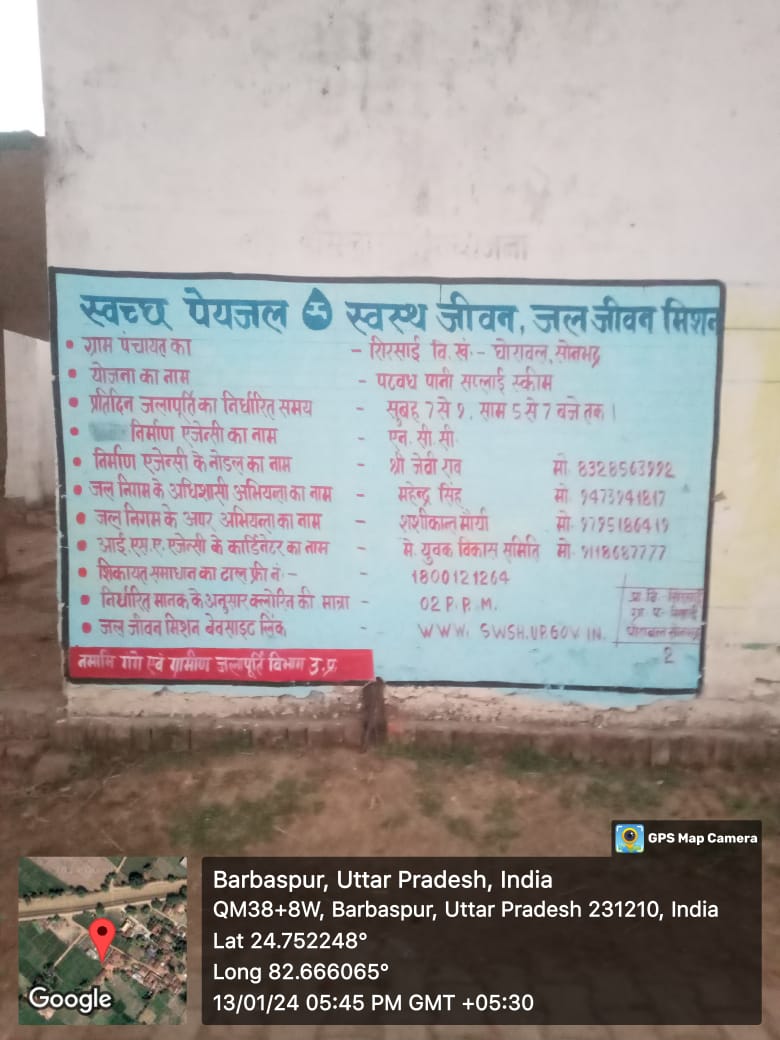 स्वच्छ पेयजल स्वस्थ जीवन, जल जीवन मिशन
• ग्राम पंचायत का - सिरसाई वि. खं:- घोरावल, सोनभद्र
• योजना का नाम - पटवध पानी सप्लाई स्कीम
• प्रतिदिन जलापूर्ति का निर्धारित समय - सुबह 7 से 9, साम 5 से 7 बजे तक।
• निर्माण एजेन्सी का नाम - एन. सी. सी.
• निर्माण एजेन्सी के नोडल का नाम - श्री जेवी राव मो. 8328563992
• जल निगम के अधिशासी अभियन्ता का नाम - महेन्द्र सिंह मो. 9473941817
• जल निगम के अपर अभियन्ता का नाम - शशीकान्त मौर्या मो. 9795186419
• आई. एस. ए. एजेन्सी के कार्डिनेटर का नाम - मे. युवक विकास समिति मो. 9118687777
• शिकायत समाधान का टाल फ्री नं:- - 1800121264
• निर्धारित मानक के अनुसार क्लोरिन की मात्रा - 02 P.P.M.
• जल जीवन मिशन बेवसाइट लिंक - WWW. SWSH.UP.GOV.IN.
प्रा वि
ग्रा. प.
घोरावल
2
नमामि गंगे एवं ग्रामीण जलापूर्ति विभाग उ.प्र
GPS Map Camera
Barbaspur, Uttar Pradesh, India
QM38+8W, Barbaspur, Uttar Pradesh 231210, India
Lat 24.752248°
Long 82.666065°
13/01/24 05:45 PM GMT +05:30
Google